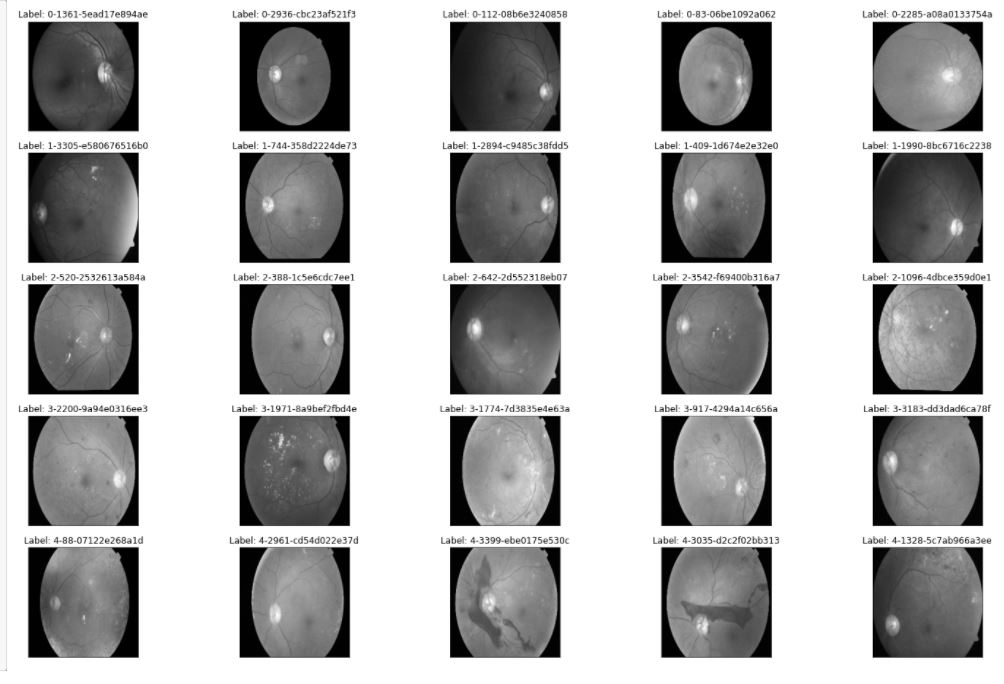 Label: 0-1361-5ead17e894ae
Label: 0-2936-cbc23af521f3
Label: 0-112-08b6e3240858
Label: 0-83-06be1092a062
Label: 0-2285-a08a0133754a
Label: 1-3305-e580676516b0
Label: 1-744-358d2224de73
Label: 1-2894-c9485c38fdd5
Label: 1-409-1d674e2e32e0
Label: 1-1990-8bc6716c2238
Label: 2-520-2532613a584a
Label: 2-388-1c5e6cdc7ee1
Label: 2-642-2d552318eb07
Label: 2-3542-f69400b316a7
Label: 2-1096-4dbce359d0e1
Label: 3-2200-9a94e0316ee3
Label: 3-1971-8a9bef2fbd4e
Label: 3-1774-7d3835e4e63a
Label: 3-917-4294a14c656a
Label: 3-3183-dd3dad6ca78f
Label: 4-88-07122e268a1d
Label: 4-2961-cd54d022e37d
Label: 4-3399-ebe0175e530c
Label: 4-3035-d2c2f02bb313
Label: 4-1328-5c7ab966a3ee